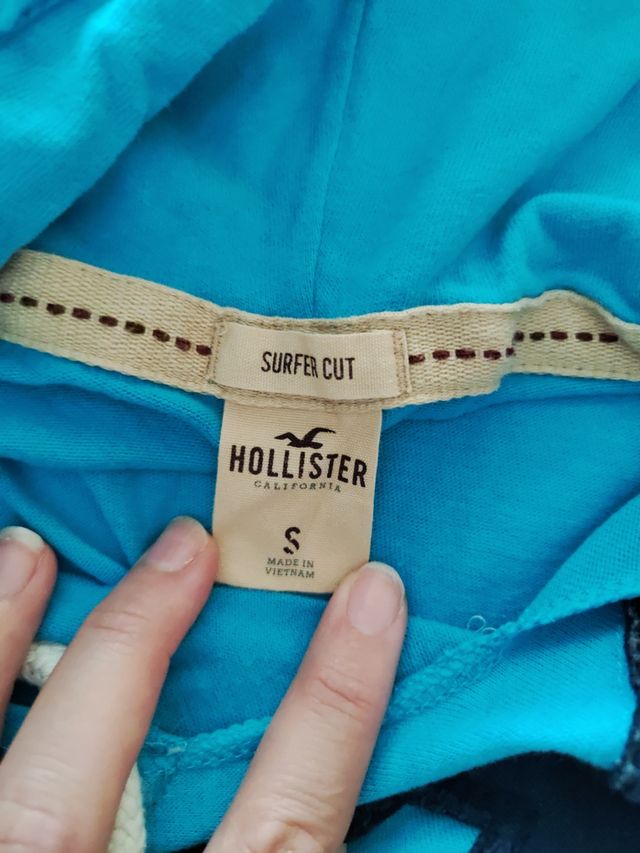 SURFER CUT
HOLLISTER
CALIFORNIA
S
MADE IN
VIETNAM